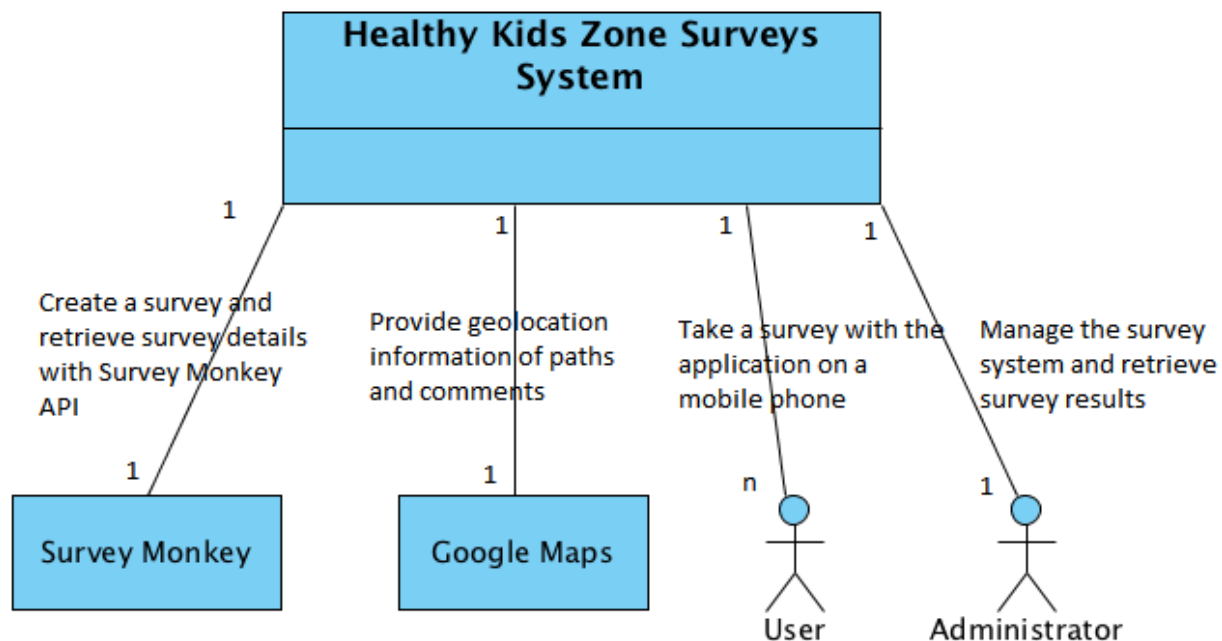 Healthy Kids Zone Surveys
System
1
1
1
1
Create a survey and
retrieve survey details
with Survey Monkey
API
Provide geolocation
information of paths
and comments
Take a survey with the
application on a
mobile phone
Manage the survey
system and retrieve
survey results
1
1
n
1
Survey Monkey
Google Maps
User
Administrator